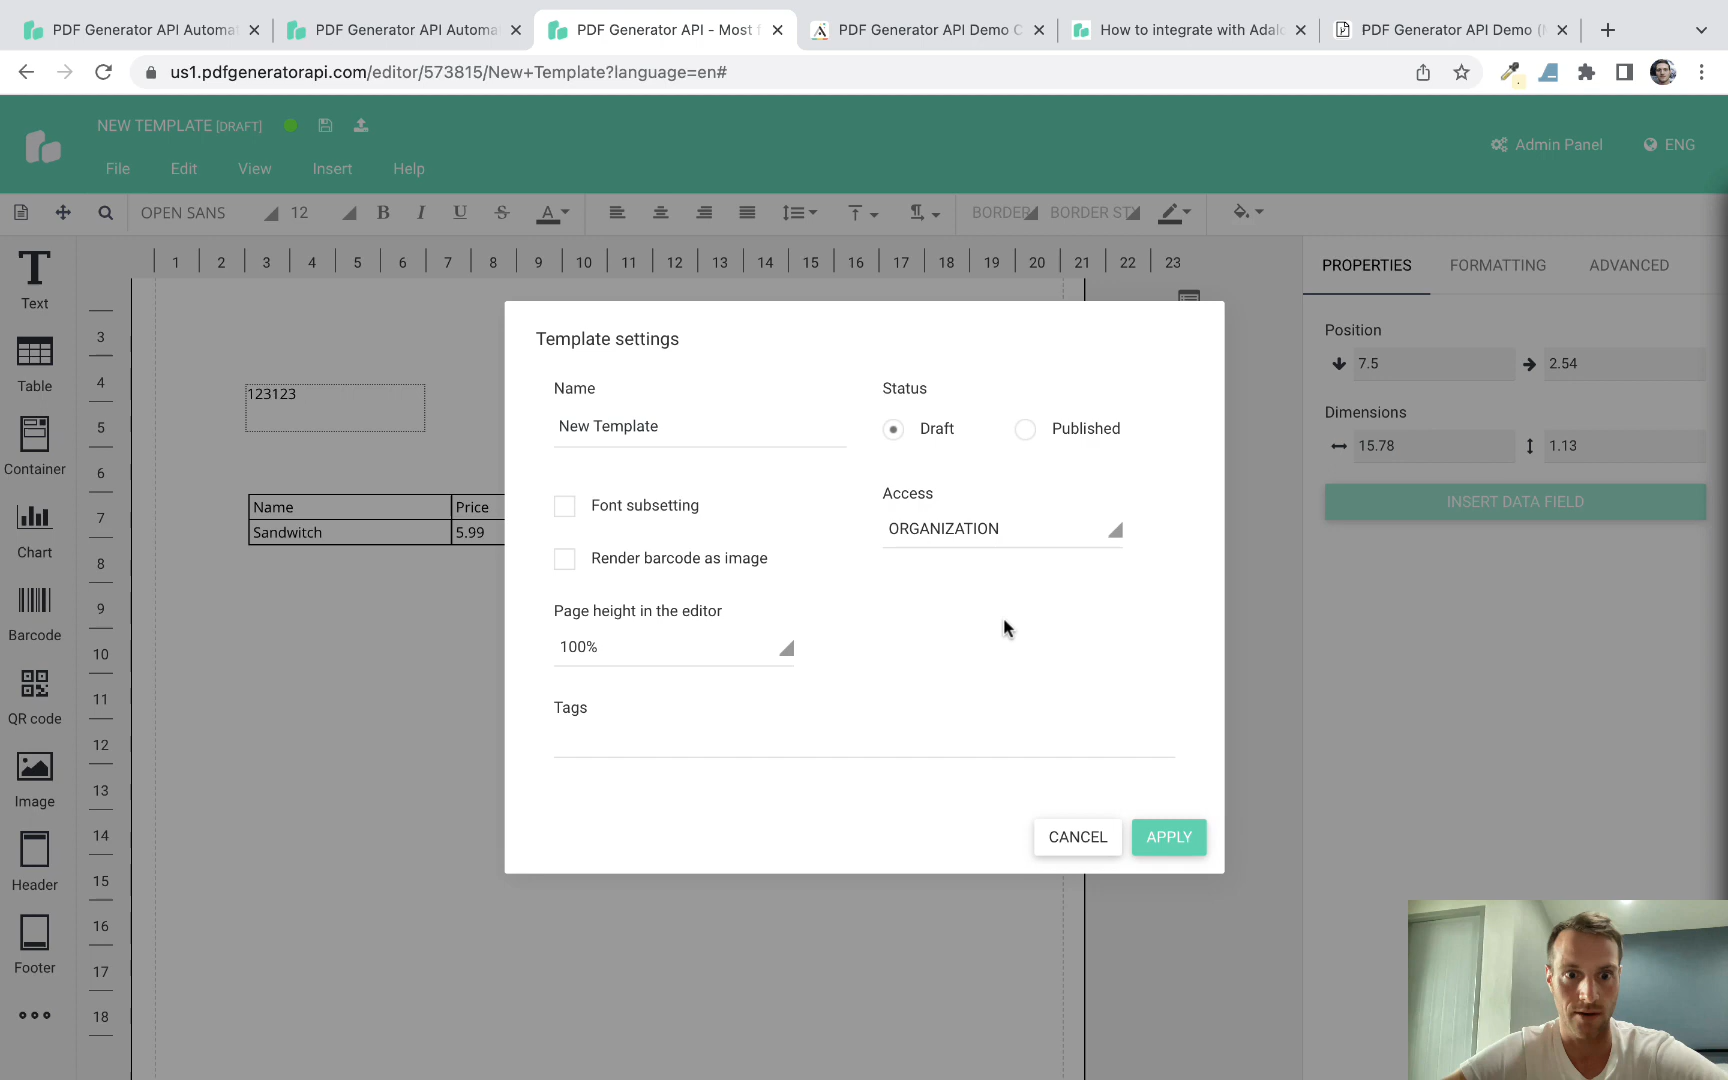 PDF Generator API Automa
PDF Generator API Automa
PDF Generator API - Most f
PDF Generator API Demo C
How to integrate with Adalo
PDF Generator API Demo (N
us1.pdfgeneratorapi.com/editor/573815/New+Template?language=en#
NEW TEMPLATE [DRAFT]
Admin Panel
ENG
File
Edit
View
Insert
Help
OPEN SANS
12
B
I
U
S
A
BORDER
BORDER ST
1 2 3 4 5 6 7 8 9 10 11 12 13 14 15 16 17 18 19 20 21 22 23
PROPERTIES
FORMATTING
ADVANCED
Text
Table
Container
Chart
Barcode
QR code
Image
Header
Footer
3
4
5
6
7
8
9
10
11
12
13
14
15
16
17
18
123123
Name Price
Sandwitch 5.99
Template settings
Name
New Template
Status
Draft
Published
Font subsetting
Render barcode as image
Access
ORGANIZATION
Page height in the editor
100%
Tags
CANCEL
APPLY
Position
7.5
2.54
Dimensions
15.78
1.13
INSERT DATA FIELD